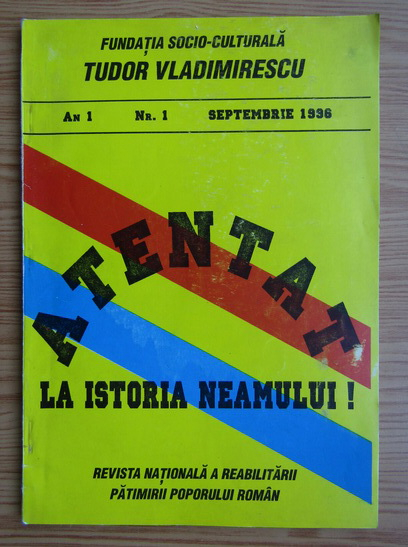 FUNDAȚIA SOCIO-CULTURALĂ
TUDOR VLADIMIRESCU
AN 1 NR. 1 SEPTEMBRIE 1996
ATENTAT
LA ISTORIA NEAMULUI !
REVISTA NAȚIONALĂ A REABILITĂRII
PĂTIMIRII POPORULUI ROMÂN